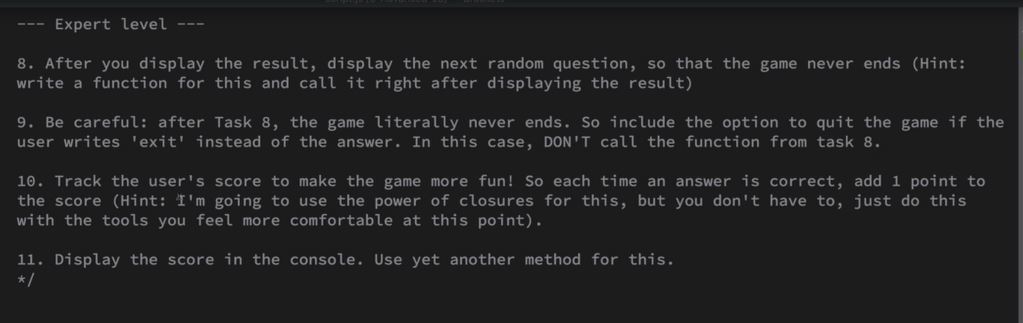 --- Expert level ---
8. After you display the result, display the next random question, so that the game never ends (Hint:
write a function for this and call it right after displaying the result)
9. Be careful: after Task 8, the game literally never ends. So include the option to quit the game if the
user writes 'exit' instead of the answer. In this case, DON'T call the function from task 8.
10. Track the user's score to make the game more fun! So each time an answer is correct, add 1 point to
the score (Hint: I'm going to use the power of closures for this, but you don't have to, just do this
with the tools you feel more comfortable at this point).
11. Display the score in the console. Use yet another method for this.
*/